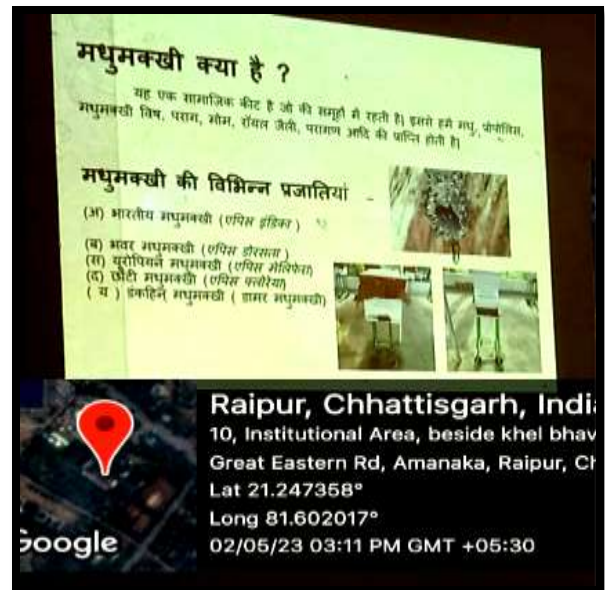 मधुमक्खी क्या है ?
यह एक सामाजिक कीट है जो की समूहों में रहती है| इससे हमें मधु, प्रोपोलिस,
मधुमक्खी विष, पराग, मोम, रॉयल जैली, परागण आदि की प्राप्ति होती है|
मधुमक्खी की विभिन्न प्रजातियां -
(अ) भारतीय मधुमक्खी (एपिस इंडिका )
(ब) भवर मधुमक्खी (एपिस डोरसता )
(स) यूरोपियन मधुमक्खी (एपिस मेलिफेरा)
(द) छोटी मधुमक्खी (एपिस फ्लोरेया)
( य ) डंकहिन मधुमक्खी ( डामर मधुमक्खी)
Raipur, Chhattisgarh, Indi
10, Institutional Area, beside khel bhav
Great Eastern Rd, Amanaka, Raipur, Ch
Lat 21.247358°
Long 81.602017°
02/05/23 03:11 PM GMT +05:30
Google